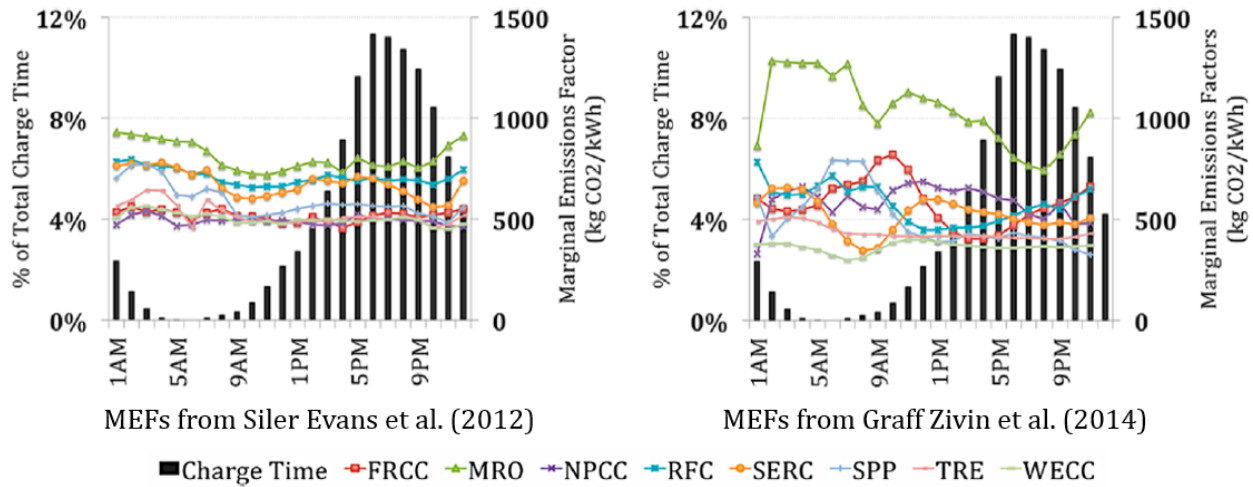 12%
8%
4%
0%
% of Total Charge Time
1500
1000
500
0
Marginal Emissions Factor
(kg CO2/kWh)
1AM
5AM
9AM
1PM
5PM
9PM
MEFs from Siler Evans et al. (2012)
12%
8%
4%
0%
% of Total Charge Time
1500
1000
500
0
Marginal Emissions Factors
(kg CO2/kWh)
1AM
5AM
9AM
1PM
5PM
9PM
MEFs from Graff Zivin et al. (2014)
Charge Time FRCC MRO NPCC RFC SERC SPP TRE WECC